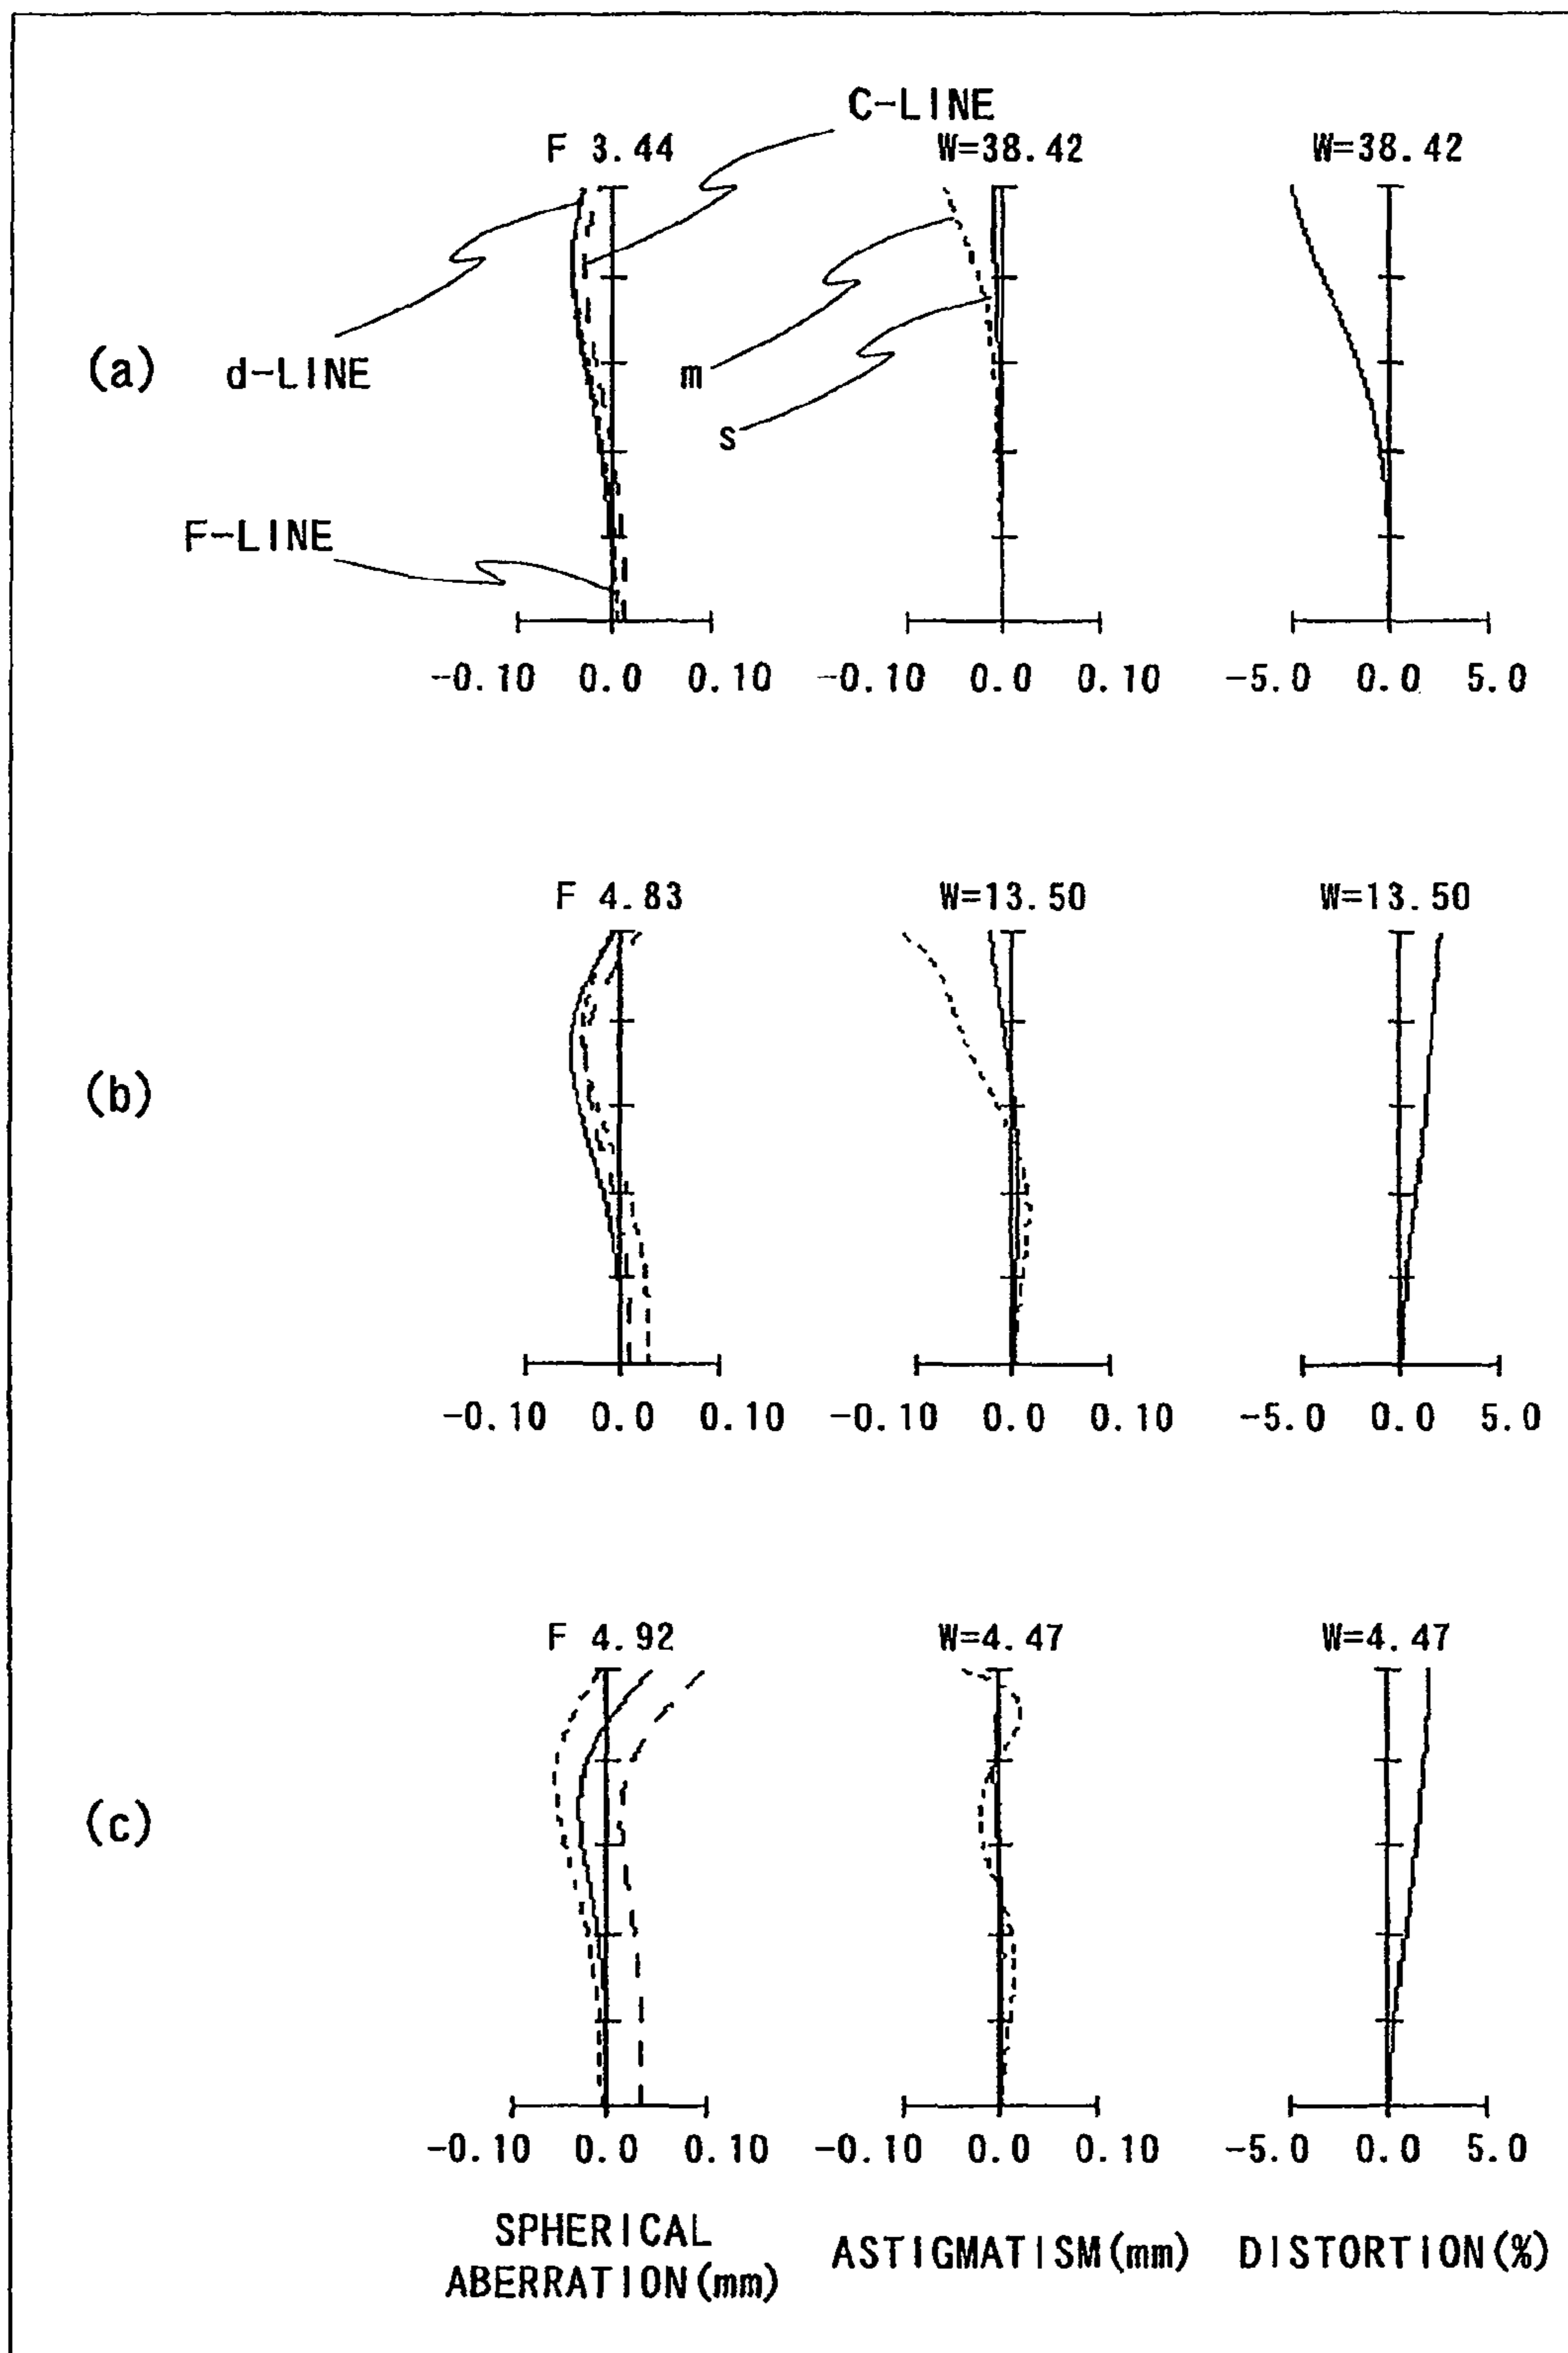 C-LINE
F 3.44 W=38.42 W=38.42
(a) d-LINE m
s
F-LINE
-0.10 0.0 0.10 -0.10 0.0 0.10 -5.0 0.0 5.0
F 4.83 W=13.50 W=13.50
(b)
-0.10 0.0 0.10 -0.10 0.0 0.10 -5.0 0.0 5.0
F 4.92 W=4.47 W=4.47
(c)
-0.10 0.0 0.10 -0.10 0.0 0.10 -5.0 0.0 5.0
SPHERICAL
ABERRATION(mm) ASTIGMATISM(mm) DISTORTION(%)